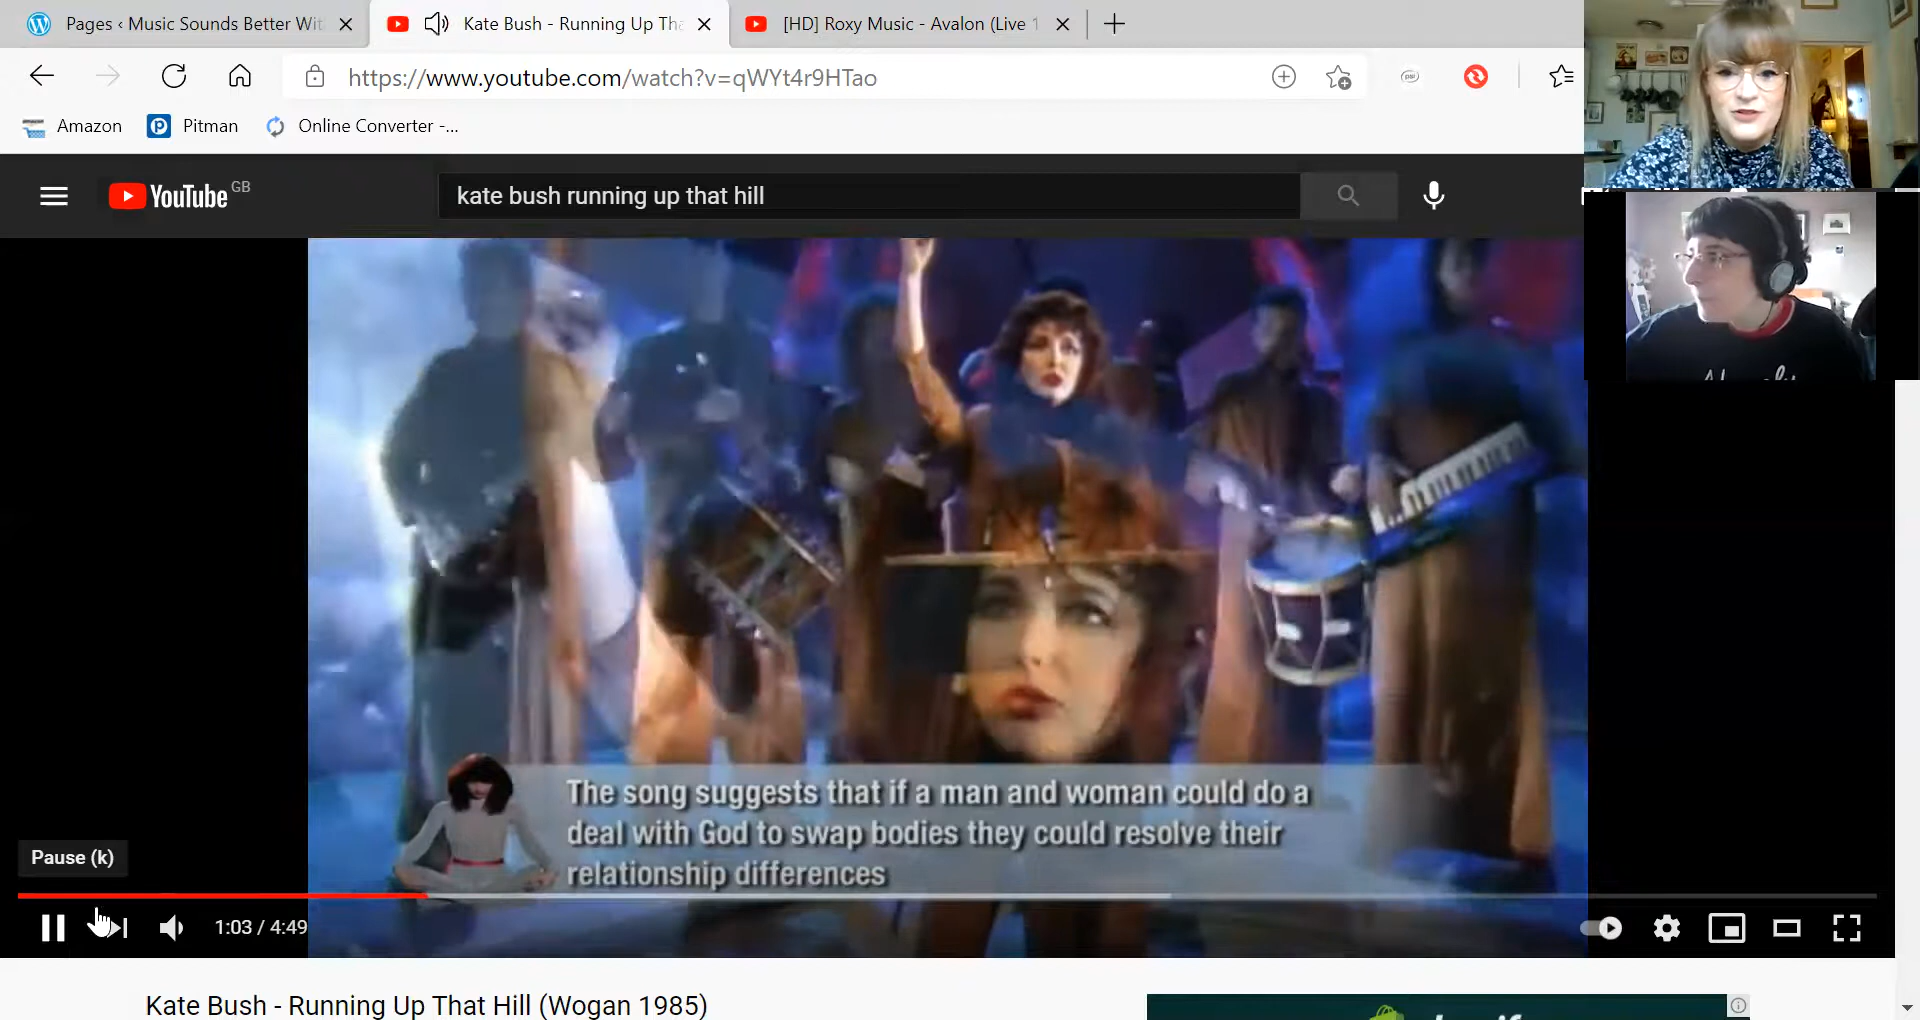 Pages ‹ Music Sounds Better Wit
Kate Bush - Running Up Tha
[HD] Roxy Music - Avalon (Live 1
https://www.youtube.com/watch?v=qWYt4r9HTao
psi
Amazon
Pitman
Online Converter -...
YouTube GB
kate bush running up that hill
The song suggests that if a man and woman could do a
deal with God to swap bodies they could resolve their
relationship differences
Pause (k)
1:03 / 4:49
Kate Bush - Running Up That Hill (Wogan 1985)